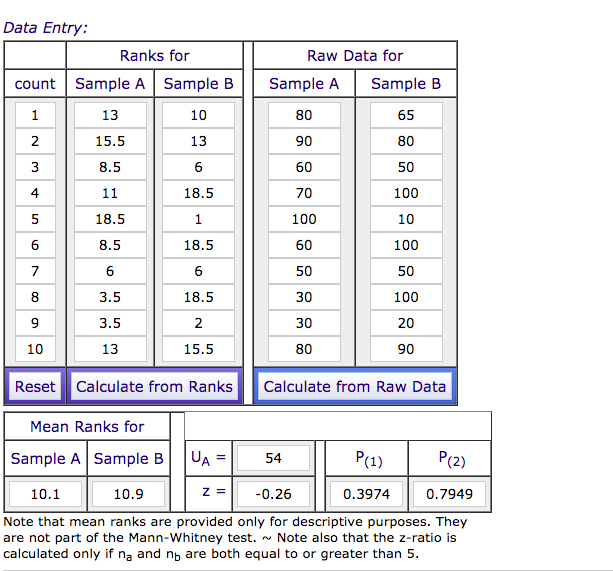 Data Entry:
Ranks for Raw Data for
count Sample A Sample B Sample A Sample B
1 13 10 80 65
2 15.5 13 90 80
3 8.5 6 60 50
4 11 18.5 70 100
5 18.5 1 100 10
6 8.5 18.5 60 100
7 6 6 50 50
8 3.5 18.5 30 100
9 3.5 2 30 20
10 13 15.5 80 90
Reset Calculate from Ranks Calculate from Raw Data
Mean Ranks for
Sample A Sample B UA = 54 P(1) P(2)
10.1 10.9 z = -0.26 0.3974 0.7949
Note that mean ranks are provided only for descriptive purposes. They
are not part of the Mann-Whitney test. ~ Note also that the z-ratio is
calculated only if na and nb are both equal to or greater than 5.